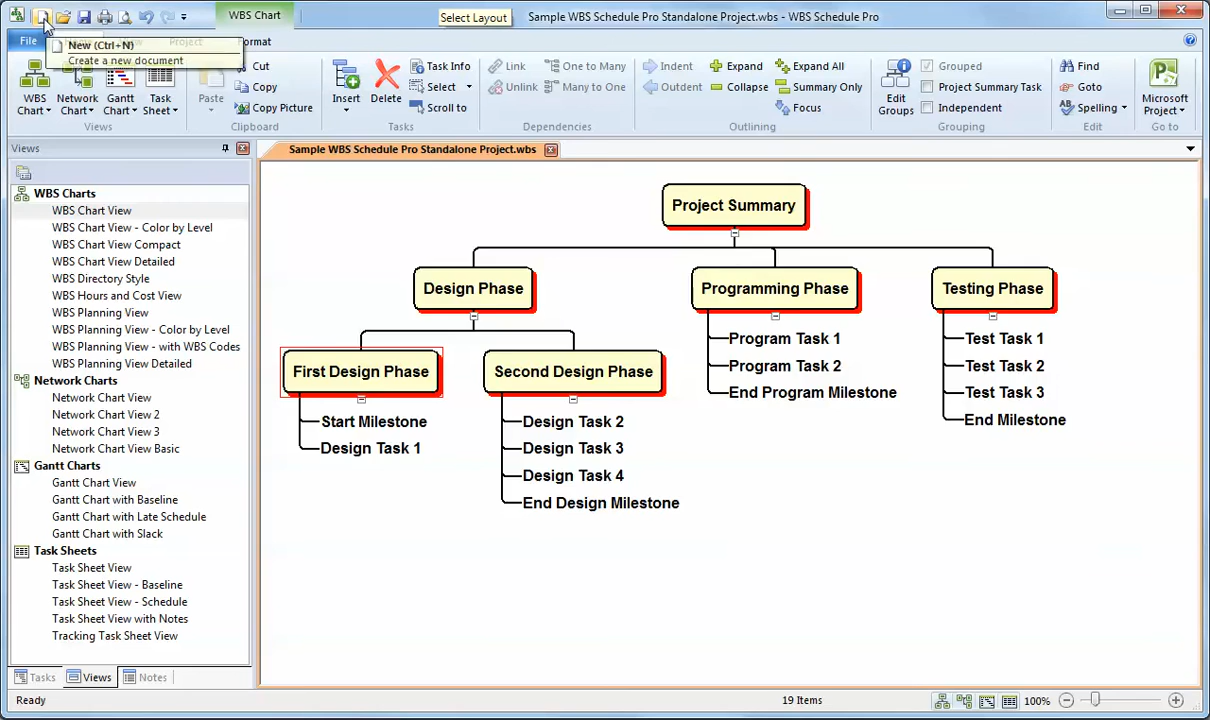 WBS Chart
Select Layout
Sample WBS Schedule Pro Standalone Project.wbs - WBS Schedule Pro
File
Project
Format
New (Ctrl+N)
Create a new document
WBS Chart
Network Chart
Gantt Chart
Task Sheet
Views
Paste
Cut
Copy
Copy Picture
Clipboard
Insert
Delete
Task Info
Select
Scroll to
Tasks
Link
Unlink
One to Many
Many to One
Dependencies
Indent
Outdent
Expand
Collapse
Expand All
Summary Only
Focus
Outlining
Edit Groups
Grouped
Project Summary Task
Independent
Grouping
Find
Goto
Spelling
Edit
Microsoft Project
Go to
Views
Sample WBS Schedule Pro Standalone Project.wbs
WBS Charts
WBS Chart View
WBS Chart View - Color by Level
WBS Chart View Compact
WBS Chart View Detailed
WBS Directory Style
WBS Hours and Cost View
WBS Planning View
WBS Planning View - Color by Level
WBS Planning View - with WBS Codes
WBS Planning View Detailed
Network Charts
Network Chart View
Network Chart View 2
Network Chart View 3
Network Chart View Basic
Gantt Charts
Gantt Chart View
Gantt Chart with Baseline
Gantt Chart with Late Schedule
Gantt Chart with Slack
Task Sheets
Task Sheet View
Task Sheet View - Baseline
Task Sheet View - Schedule
Task Sheet View with Notes
Tracking Task Sheet View
Tasks
Views
Notes
Project Summary
Design Phase
Programming Phase
Testing Phase
First Design Phase
Second Design Phase
Start Milestone
Design Task 1
Design Task 2
Design Task 3
Design Task 4
End Design Milestone
Program Task 1
Program Task 2
End Program Milestone
Test Task 1
Test Task 2
Test Task 3
End Milestone
Ready
19 Items
100%